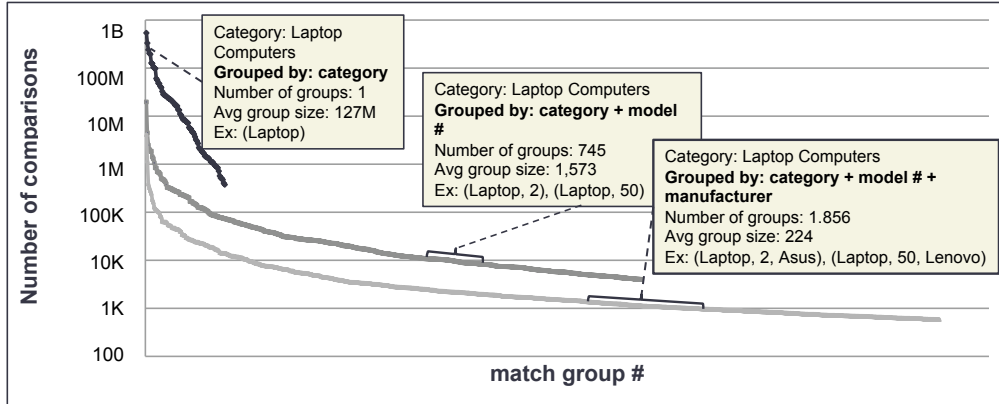 1B
100M
10M
1M
100K
10K
1K
100
Number of comparisons
match group #
Category: Laptop
Computers
Grouped by: category
Number of groups: 1
Avg group size: 127M
Ex: (Laptop)
Category: Laptop Computers
Grouped by: category + model
#
Number of groups: 745
Avg group size: 1,573
Ex: (Laptop, 2), (Laptop, 50)
Category: Laptop Computers
Grouped by: category + model # +
manufacturer
Number of groups: 1.856
Avg group size: 224
Ex: (Laptop, 2, Asus), (Laptop, 50, Lenovo)